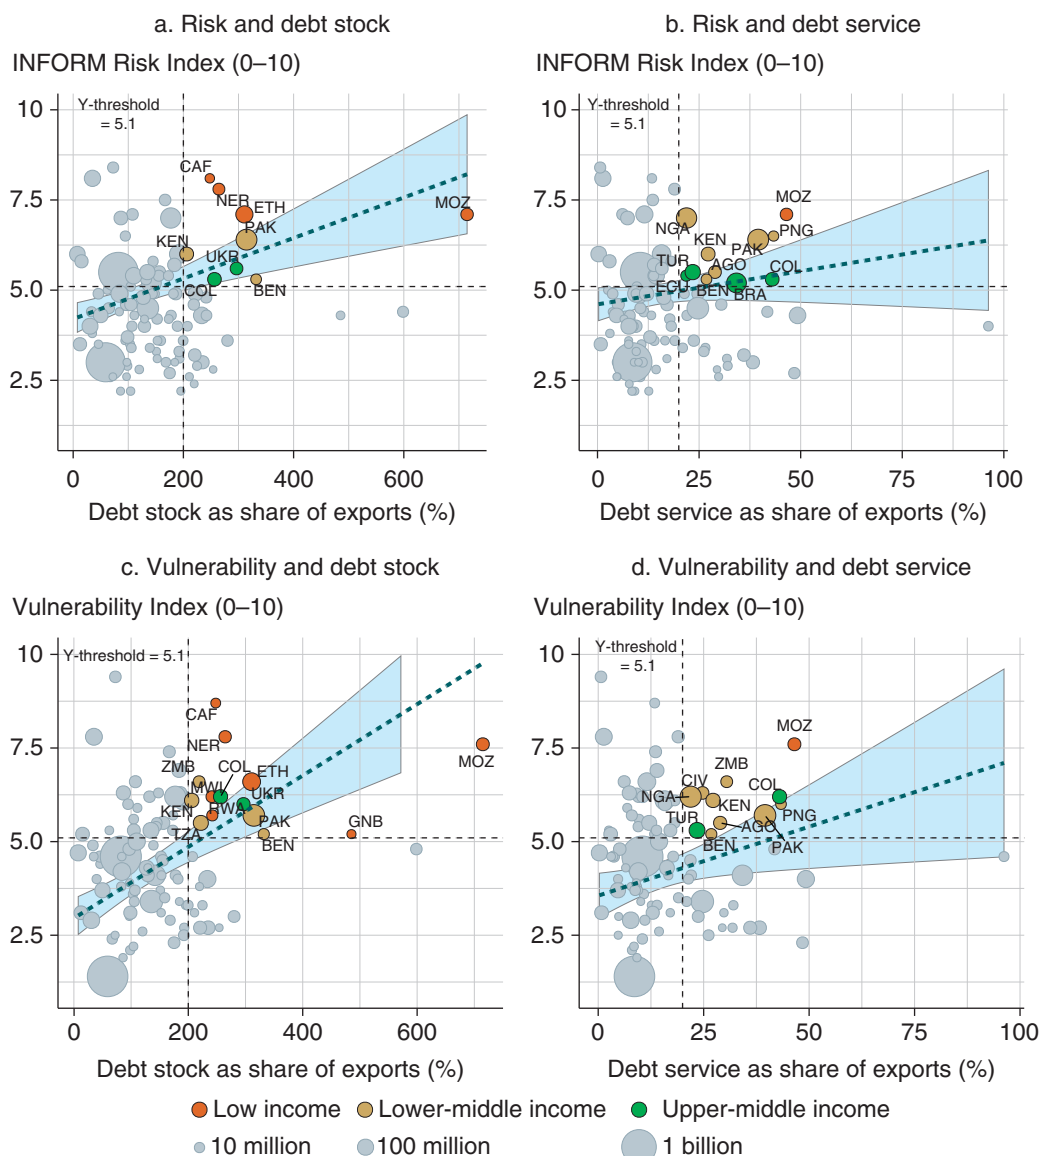 a. Risk and debt stock
INFORM Risk Index (0–10)
Y-threshold
= 5.1
10
7.5
5.0
2.5
CAF
NER
ETH
PAK
KEN
UKR
COL
BEN
MOZ
0
200
400
600
Debt stock as share of exports (%)
b. Risk and debt service
INFORM Risk Index (0–10)
Y-threshold
= 5.1
10
7.5
5.0
2.5
MOZ
NGA
PNG
KEN
PAK
TUR
AGO
COL
ECU
BEN
BRA
0
25
50
75
100
Debt service as share of exports (%)
c. Vulnerability and debt stock
Vulnerability Index (0–10)
Y-threshold = 5.1
10
7.5
5.0
2.5
CAF
NER
ZMB
COL
ETH
MWI
UKR
KEN
RWA
TZA
PAK
BEN
GNB
MOZ
0
200
400
600
Debt stock as share of exports (%)
d. Vulnerability and debt service
Vulnerability Index (0–10)
Y-threshold
= 5.1
10
7.5
5.0
2.5
MOZ
ZMB
CIV
COL
NGA
KEN
PNG
TUR
AGO
BEN
PAK
0
25
50
75
100
Debt service as share of exports (%)
Low income
Lower-middle income
Upper-middle income
10 million
100 million
1 billion